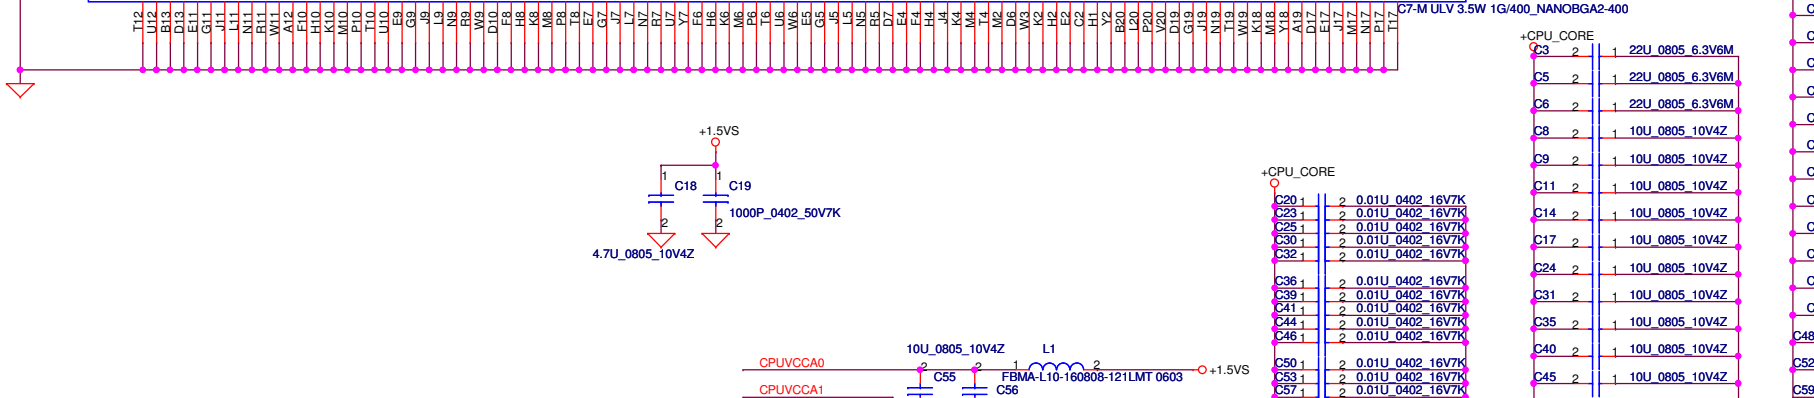 T12 U12 B13 D13 E11 G11 J11 L11 N11 R11 W11 A12 F10 H10 K10 M10 P10 T10 U10 E9 G9 J9 L9 N9 R9 W9 D10 F8 H8 K8 M8 P8 T8 E7 G7 J7 L7 N7 R7 U7 Y7 F6 H6 K6 M6 P6 T6 U6 W6 E5 G5 J5 L5 N5 R5 D7 E4 F4 H4 J4 K4 M4 T4 M2 D6 W3 K2 H2 E2 C2 H1 Y2 B20 L20 P20 V20 D19 G19 J19 N19 T19 W19 K18 M18 Y18 A19 D17 E17 J17 M17 N17 P17 T17
C7-M ULV 3.5W 1G/400_NANOBGA2-400
+1.5VS
1 1
C18 C19
1000P_0402_50V7K
2 2
4.7U_0805_10V4Z
10U_0805_10V4Z L1
CPUVCCA0 2 2 1 2 +1.5VS
C55 FBMA-L10-160808-121LMT 0603
CPUVCCA1 C56
+CPU_CORE
C20 1 2 0.01U_0402_16V7K
C23 1 2 0.01U_0402_16V7K
C25 1 2 0.01U_0402_16V7K
C30 1 2 0.01U_0402_16V7K
C32 1 2 0.01U_0402_16V7K
C36 1 2 0.01U_0402_16V7K
C39 1 2 0.01U_0402_16V7K
C41 1 2 0.01U_0402_16V7K
C44 1 2 0.01U_0402_16V7K
C46 1 2 0.01U_0402_16V7K
C50 1 2 0.01U_0402_16V7K
C53 1 2 0.01U_0402_16V7K
C57 1 2 0.01U_0402_16V7K
+CPU_CORE
C3 2 1 22U_0805_6.3V6M
C5 2 1 22U_0805_6.3V6M
C6 2 1 22U_0805_6.3V6M
C8 2 1 10U_0805_10V4Z
C9 2 1 10U_0805_10V4Z
C11 2 1 10U_0805_10V4Z
C14 2 1 10U_0805_10V4Z
C17 2 1 10U_0805_10V4Z
C24 2 1 10U_0805_10V4Z
C31 2 1 10U_0805_10V4Z
C35 2 1 10U_0805_10V4Z
C40 2 1 10U_0805_10V4Z
C45 2 1 10U_0805_10V4Z
C48
C52
C59